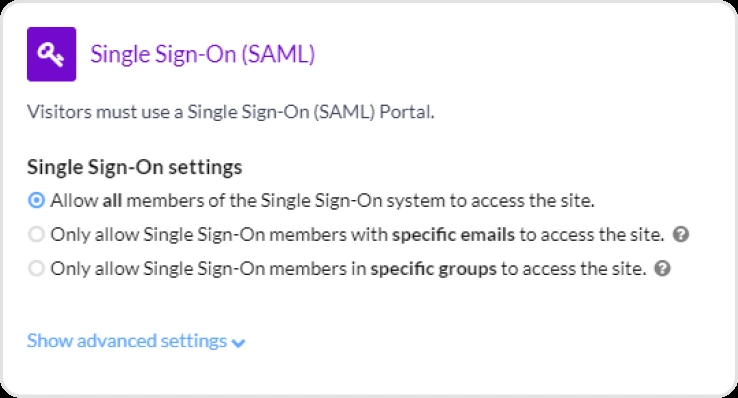 Single Sign-On (SAML)
Visitors must use a Single Sign-On (SAML) Portal.
Single Sign-On settings
Allow all members of the Single Sign-On system to access the site.
Only allow Single Sign-On members with specific emails to access the site. ?
Only allow Single Sign-On members in specific groups to access the site. ?
Show advanced settings